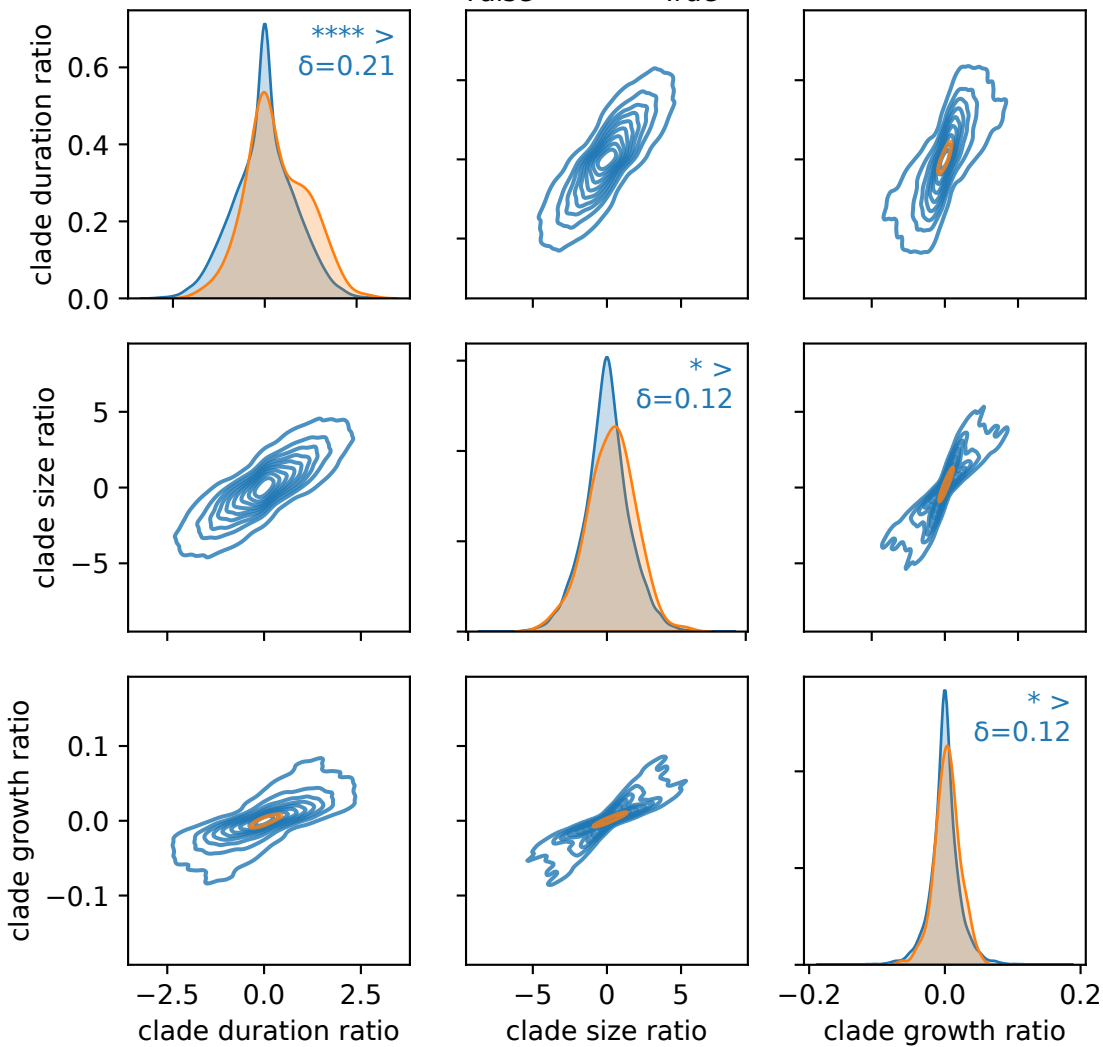 clade duration ratio
0.6
0.4
0.2
0.0
**** >
δ=0.21
clade size ratio
5
0
−5
* >
δ=0.12
clade growth ratio
0.1
0.0
−0.1
* >
δ=0.12
−2.5 0.0 2.5
clade duration ratio
−5 0 5
clade size ratio
−0.2 0.0 0.2
clade growth ratio